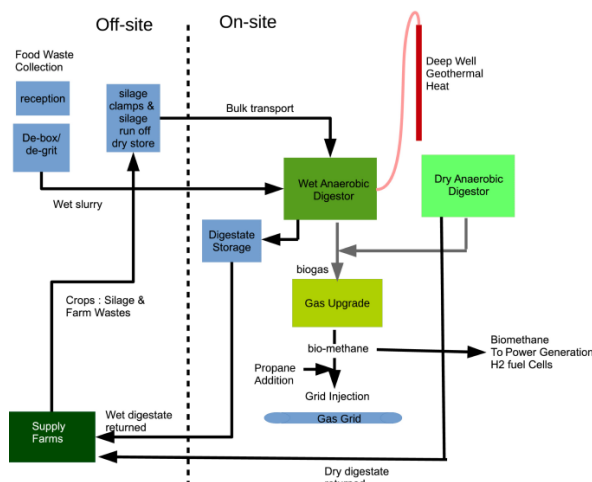 Off-site
On-site
Food Waste
Collection
reception
De-box/
de-grit
silage
clamps &
silage
run off
dry store
Bulk transport
Deep Well
Geothermal
Heat
Wet Anaerobic
Digestor
Dry Anaerobic
Digestor
Wet slurry
Digestate
Storage
biogas
Gas Upgrade
Crops : Silage &
Farm Wastes
bio-methane
Biomethane
To Power Generation
H2 fuel Cells
Propane
Addition
Grid Injection
Gas Grid
Supply
Farms
Wet digestate
returned
Dry digestate
returned